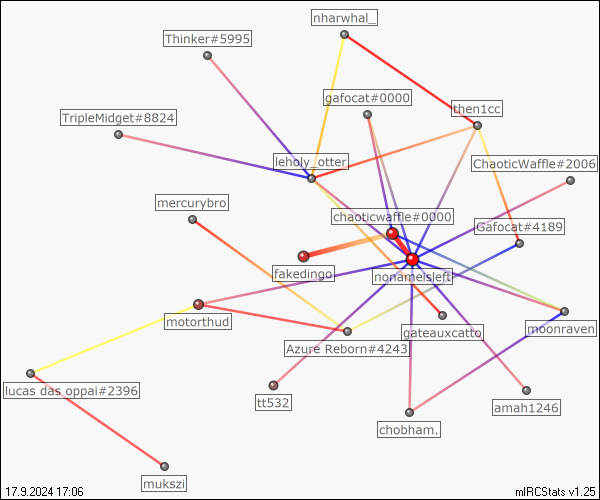 nharwhal_
Thinker#5995
gafocat#0000
then1cc
TripleMidget#8824
leholy_otter
ChaoticWaffle#2006
mercurybro
chaoticwaffle#0000
Gafocat#4189
fakedingo
nonameisleft
motorthud
gateauxcatto
moonraven
Azure Reborn#4243
lucas das oppai#2396
tt532
amah1246
chobham.
mukszi
17.9.2024 17:06
mIRCStats v1.25